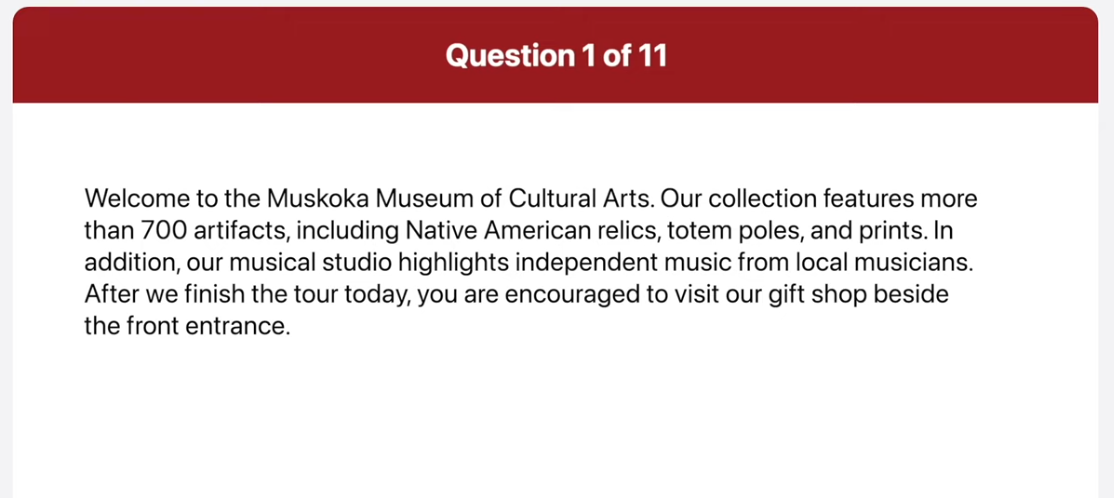 Question 1 of 11
Welcome to the Muskoka Museum of Cultural Arts. Our collection features more
than 700 artifacts, including Native American relics, totem poles, and prints. In
addition, our musical studio highlights independent music from local musicians.
After we finish the tour today, you are encouraged to visit our gift shop beside
the front entrance.